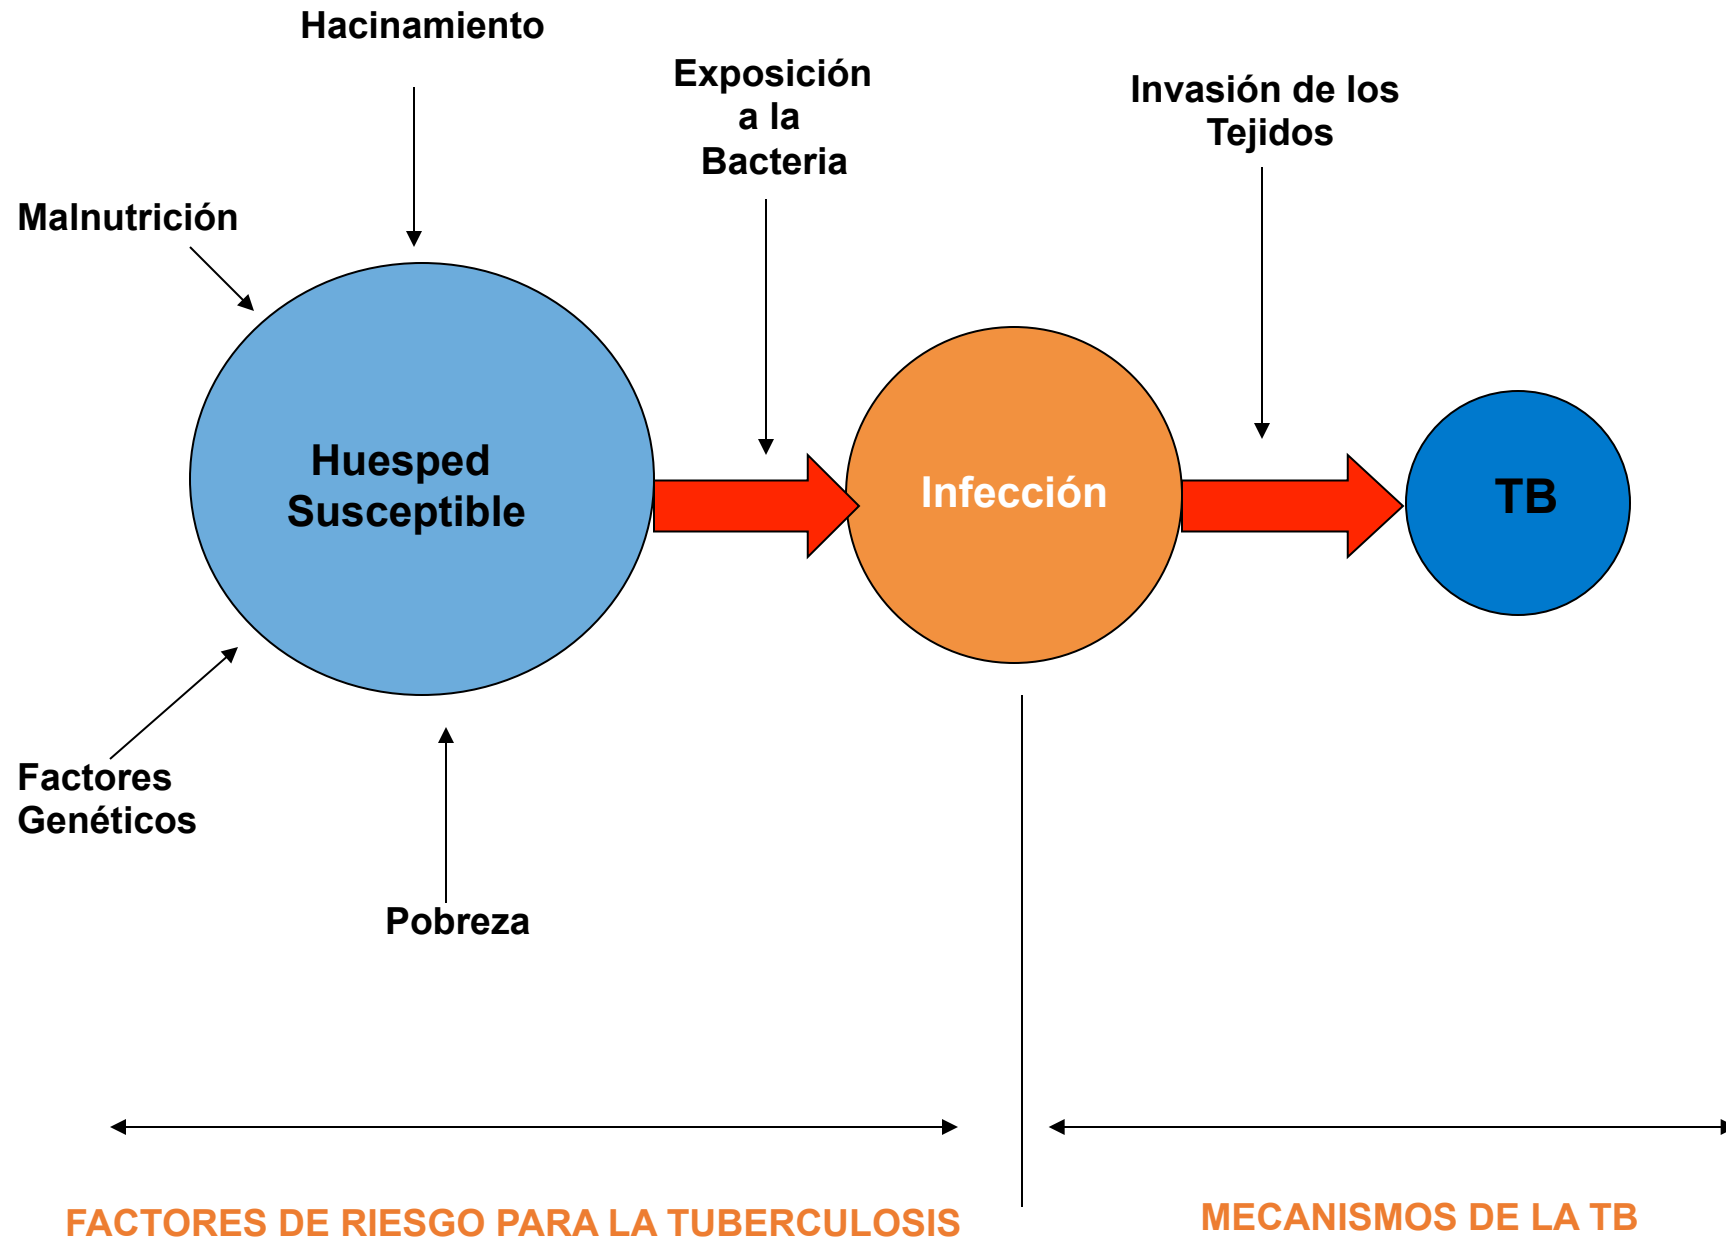 Hacinamiento
Exposición
a la
Bacteria
Invasión de los
Tejidos
Malnutrición
Huesped
Susceptible
Infección
TB
Factores
Genéticos
Pobreza
FACTORES DE RIESGO PARA LA TUBERCULOSIS
MECANISMOS DE LA TB